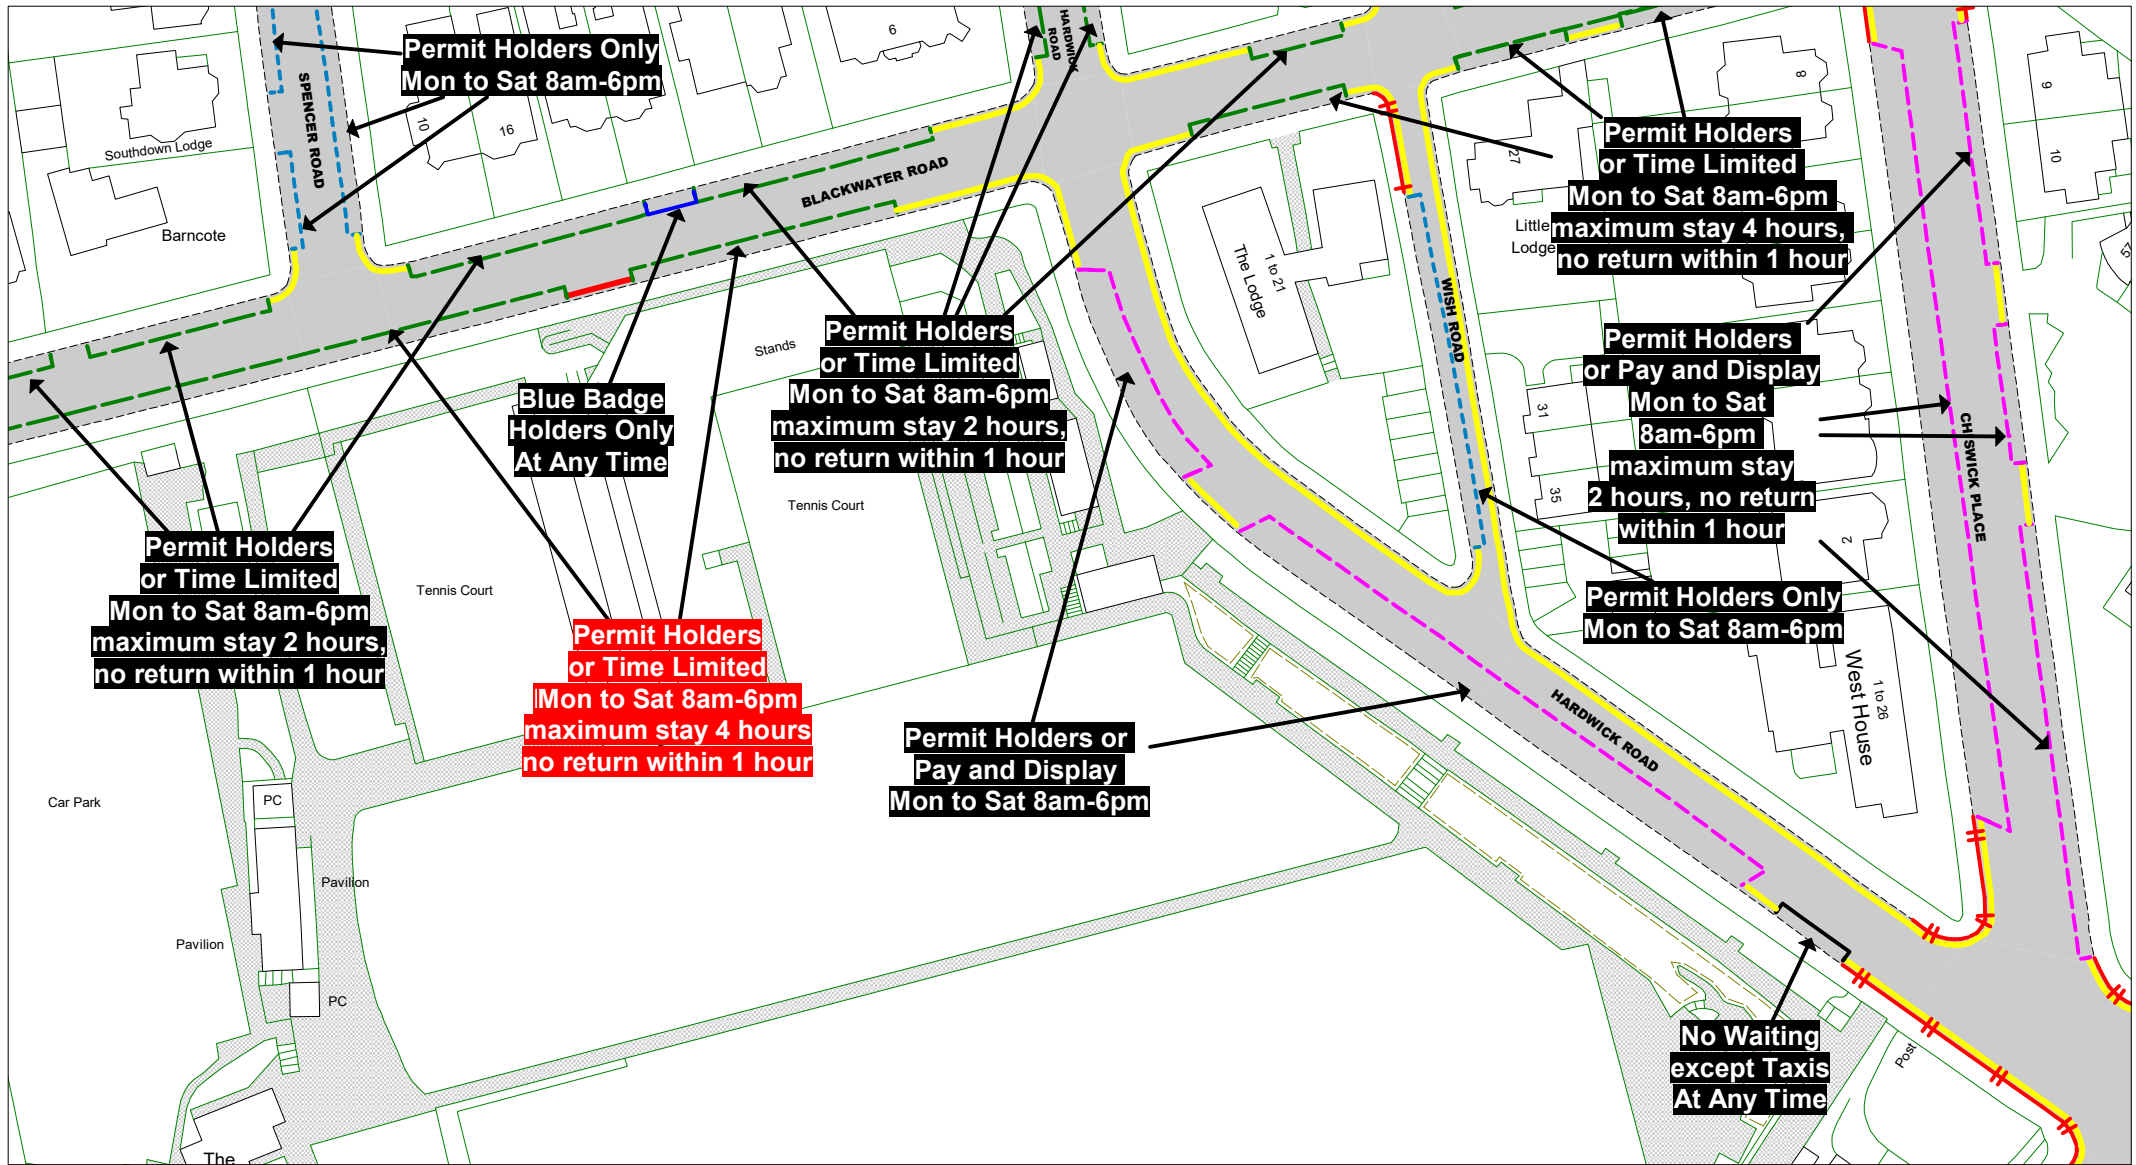 6
HARDWICK
ROAD
Permit Holders Only
Mon to Sat 8am-6pm
SPENCER ROAD
10
16
Southdown Lodge
Barncote
BLACKWATER ROAD
8
9
10
57
27
Permit Holders
or Time Limited
Mon to Sat 8am-6pm
maximum stay 4 hours,
no return within 1 hour
Little
Lodge
1 to 21
The Lodge
WISH ROAD
Stands
Permit Holders
or Time Limited
Mon to Sat 8am-6pm
maximum stay 2 hours,
no return within 1 hour
Permit Holders
or Pay and Display
Mon to Sat
8am-6pm
maximum stay
2 hours, no return
within 1 hour
Blue Badge
Holders Only
At Any Time
31
35
CHISWICK PLACE
2
Tennis Court
Tennis Court
Permit Holders
or Time Limited
Mon to Sat 8am-6pm
maximum stay 2 hours,
no return within 1 hour
Permit Holders Only
Mon to Sat 8am-6pm
Permit Holders
or Time Limited
Mon to Sat 8am-6pm
maximum stay 4 hours
no return within 1 hour
1 to 26
West House
HARDWICK ROAD
Permit Holders or
Pay and Display
Mon to Sat 8am-6pm
Car Park
PC
Pavilion
Pavilion
PC
No Waiting
except Taxis
At Any Time
Post
The